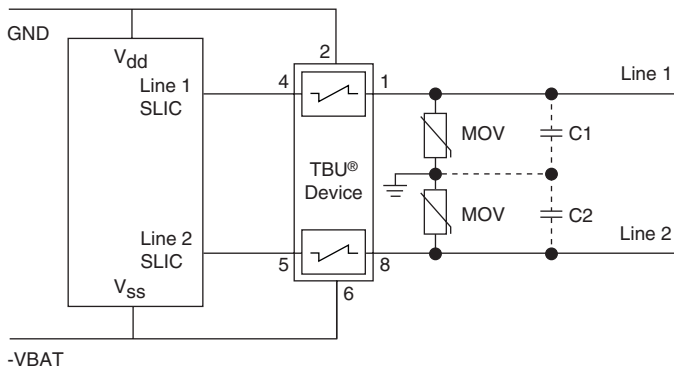 GND
Vdd
2
Line 1
SLIC
4
1
Line 1
MOV
C1
TBU®
Device
MOV
C2
Line 2
SLIC
5
8
Line 2
Vss
6
-VBAT